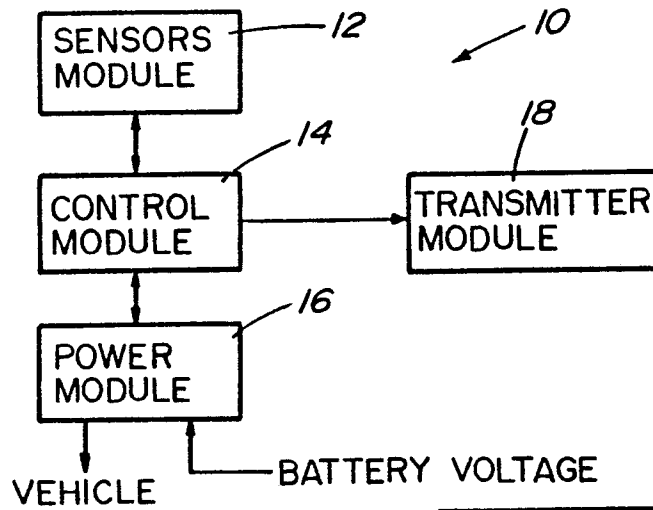 SENSORS
MODULE
12
10
14
18
CONTROL
MODULE
TRANSMITTER
MODULE
16
POWER
MODULE
VEHICLE
BATTERY VOLTAGE